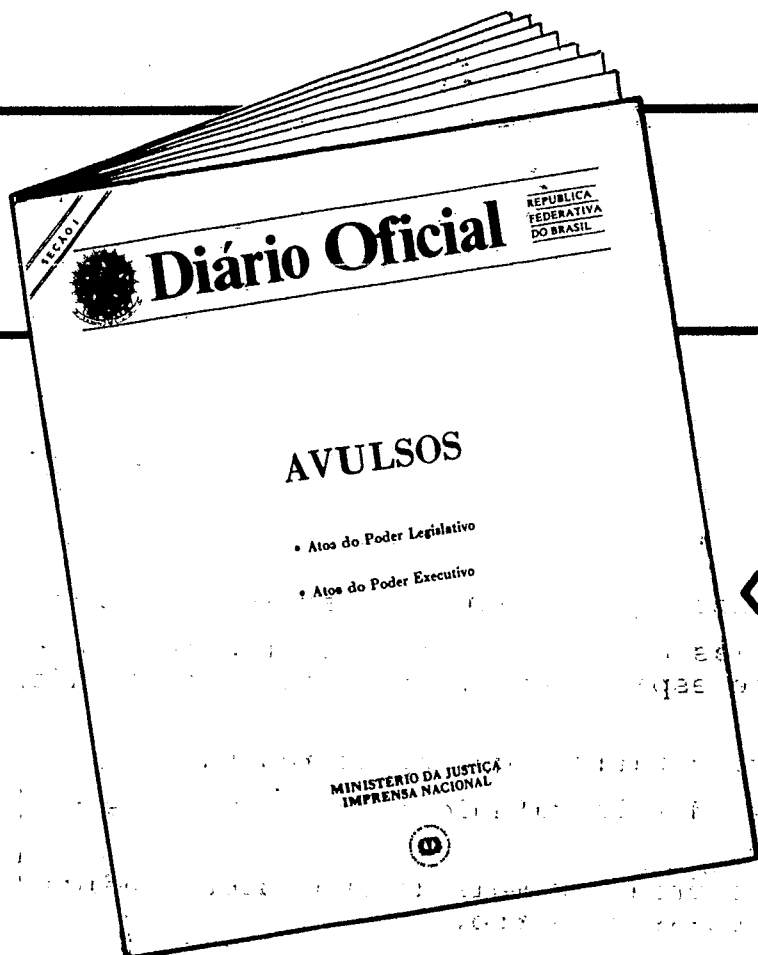 SEÇÃO I
Diário Oficial
REPUBLICA
FEDERATIVA
DO BRASIL
AVULSOS
• Atos do Poder Legislativo
• Atos do Poder Executivo
MINISTÉRIO DA JUSTIÇA
IMPRENSA NACIONAL